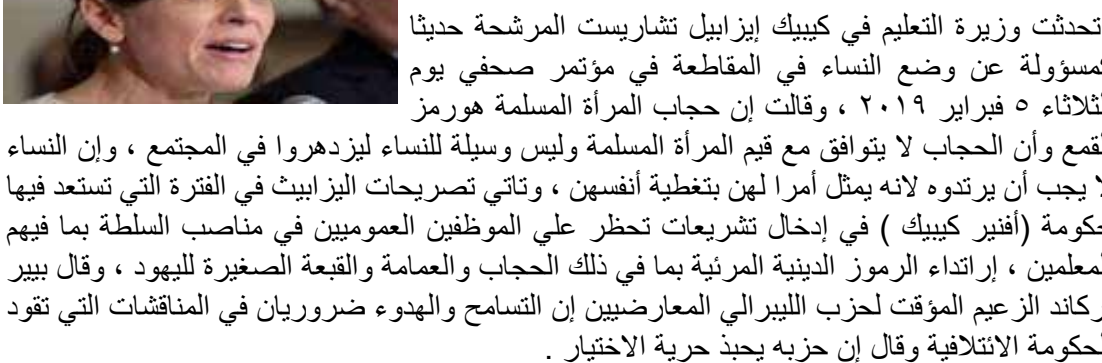 تحدثت وزيرة التعليم في كيبيك إيزابيل تشاريست المرشحة حديثا
كمسؤولة عن وضع النساء في المقاطعة في مؤتمر صحفي يوم
الثلاثاء ٥ فبراير ٢٠١٩ ، وقالت إن حجاب المرأة المسلمة هورمز
لقمع وأن الحجاب لا يتوافق مع قيم المرأة المسلمة وليس وسيلة للنساء ليزدهروا في المجتمع ، وإن النساء
لا يجب أن يرتدوه لانه يمثل أمرا لهن بتغطية أنفسهن ، وتاتي تصريحات اليزابيث في الفترة التي تستعد فيها
حكومة (أفنير كيبيك ) في إدخال تشريعات تحظر علي الموظفين العموميين في مناصب السلطة بما فيهم
لمعلمين ، إراتداء الرموز الدينية المرئية بما في ذلك الحجاب والعمامة والقبعة الصغيرة لليهود ، وقال بيير
ركاند الزعيم المؤقت لحزب الليبرالي المعارضيين إن التسامح والهدوء ضروريان في المناقشات التي تقود
لحكومة الائتلافية وقال إن حزبه يحبذ حرية الاختيار .